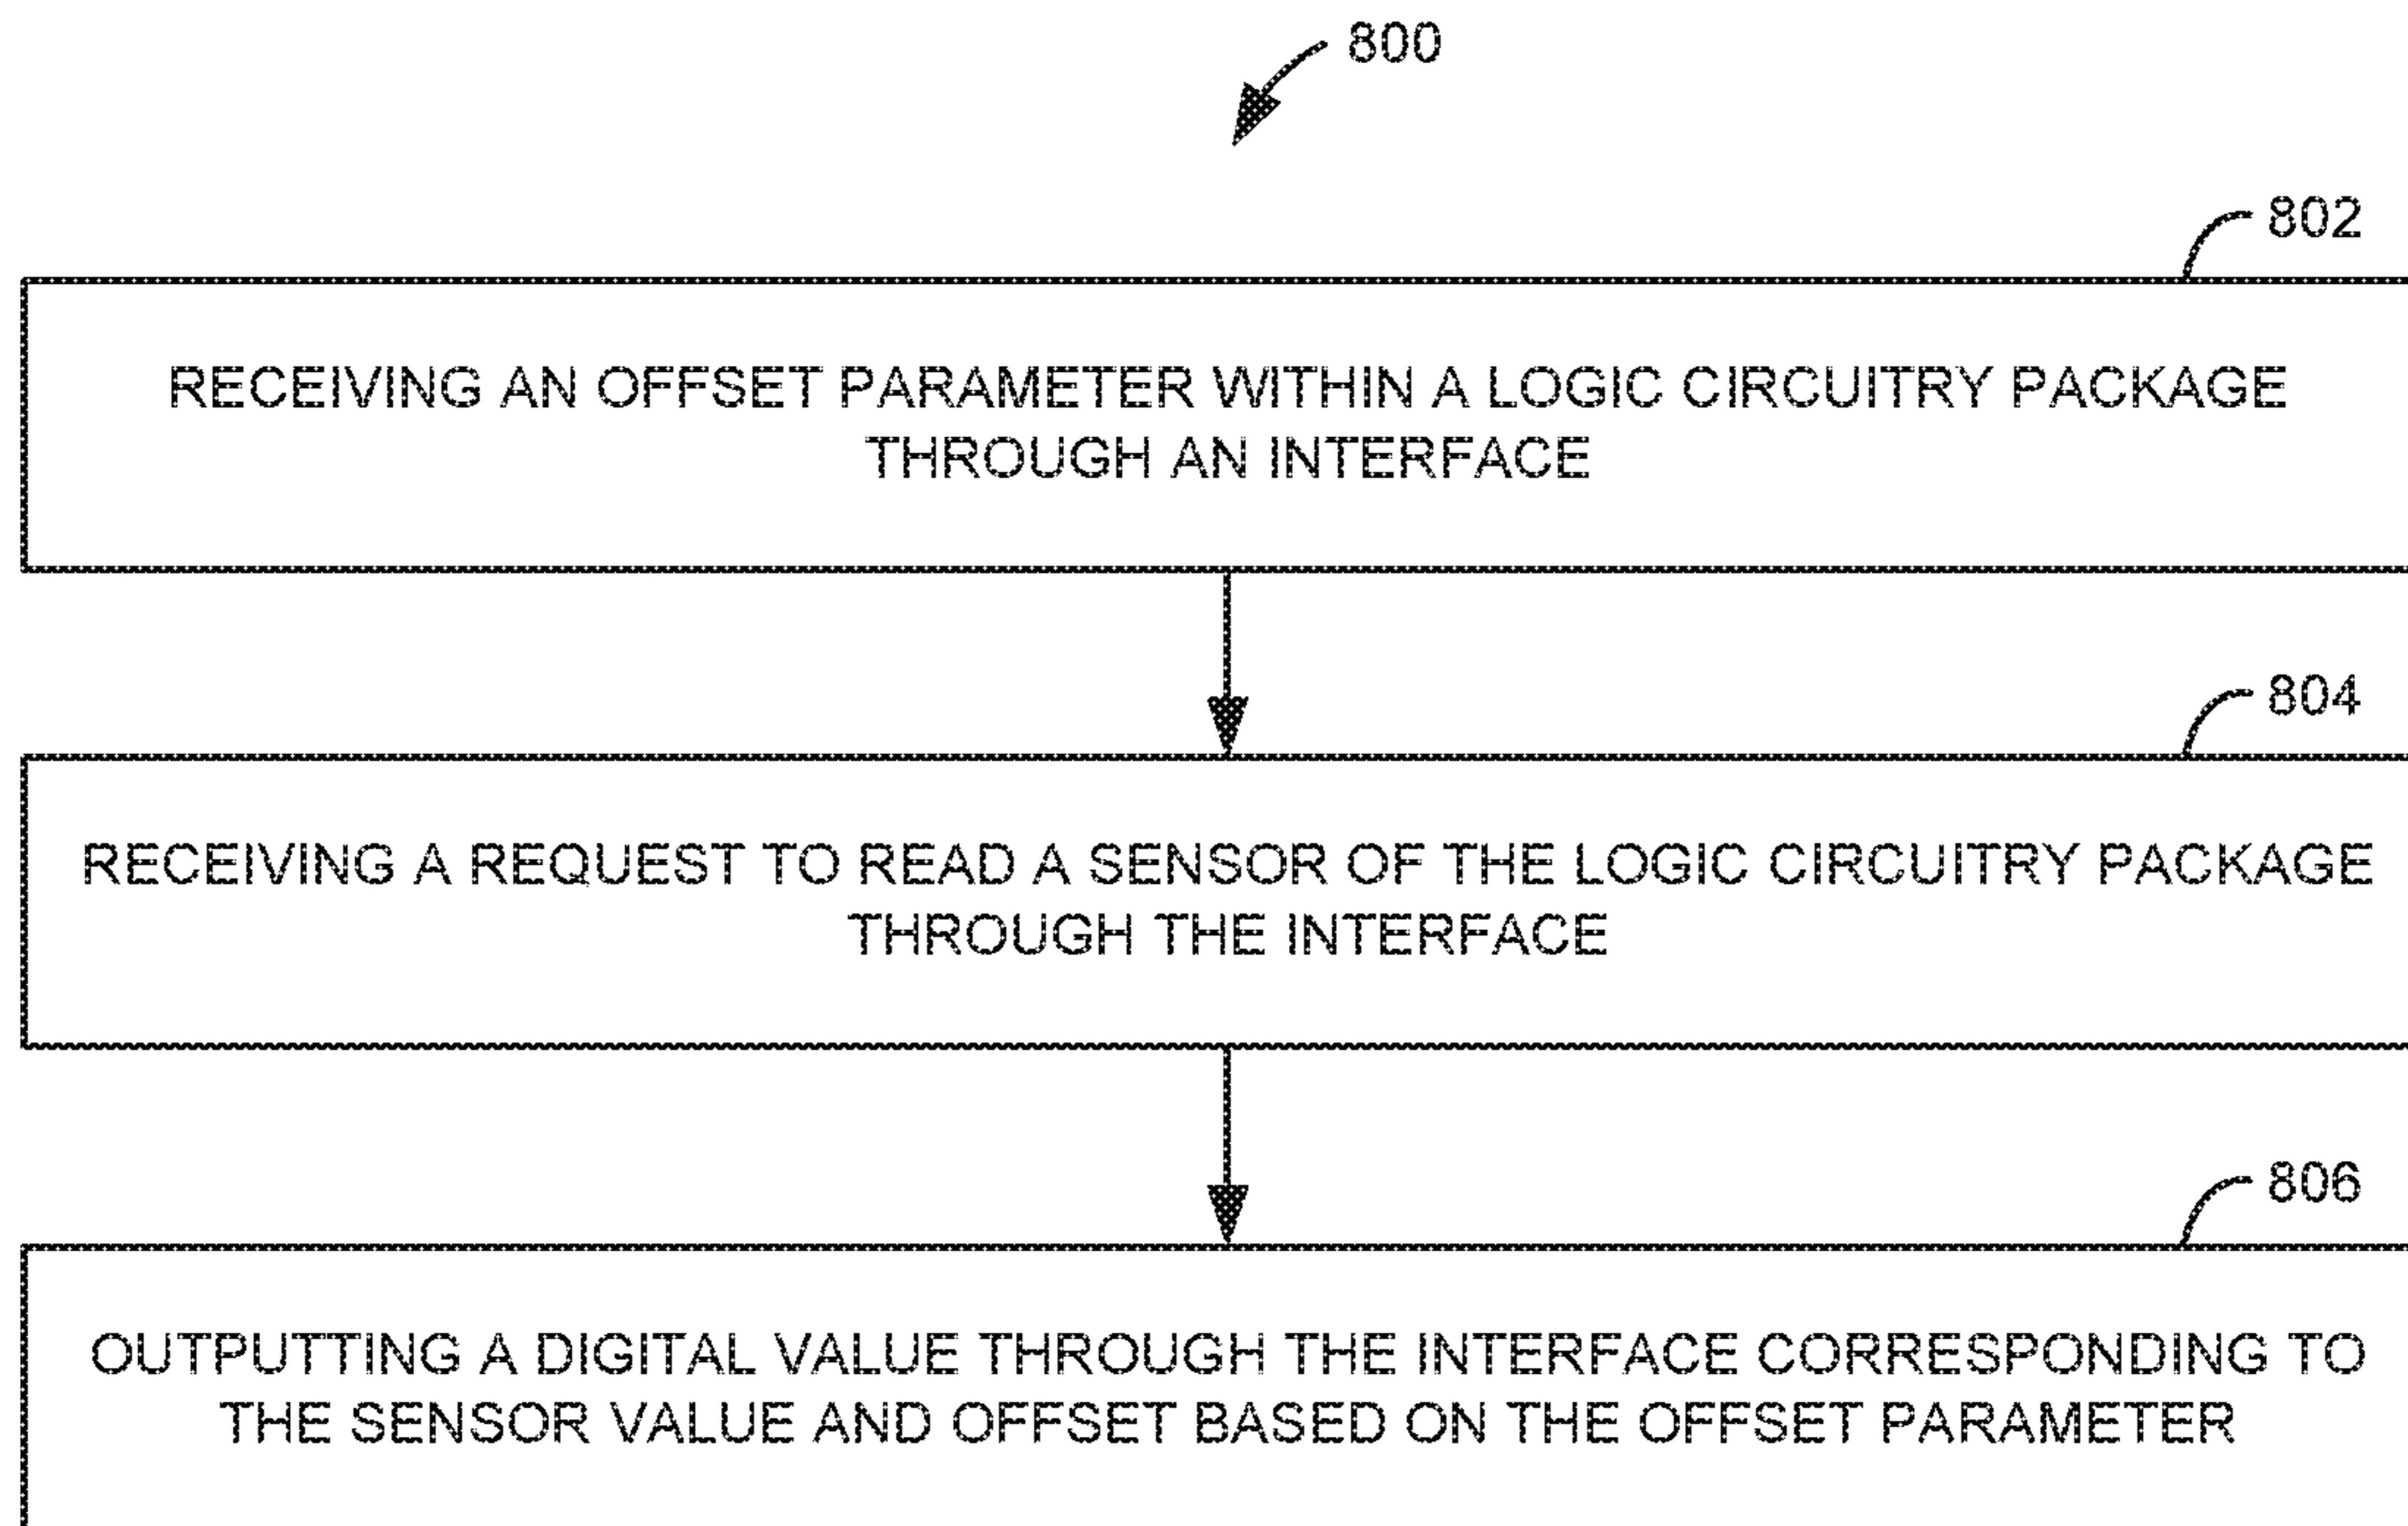 800
802
RECEIVING AN OFFSET PARAMETER WITHIN A LOGIC CIRCUITRY PACKAGE
THROUGH AN INTERFACE
804
RECEIVING A REQUEST TO READ A SENSOR OF THE LOGIC CIRCUITRY PACKAGE
THROUGH THE INTERFACE
806
OUTPUTTING A DIGITAL VALUE THROUGH THE INTERFACE CORRESPONDING TO
THE SENSOR VALUE AND OFFSET BASED ON THE OFFSET PARAMETER